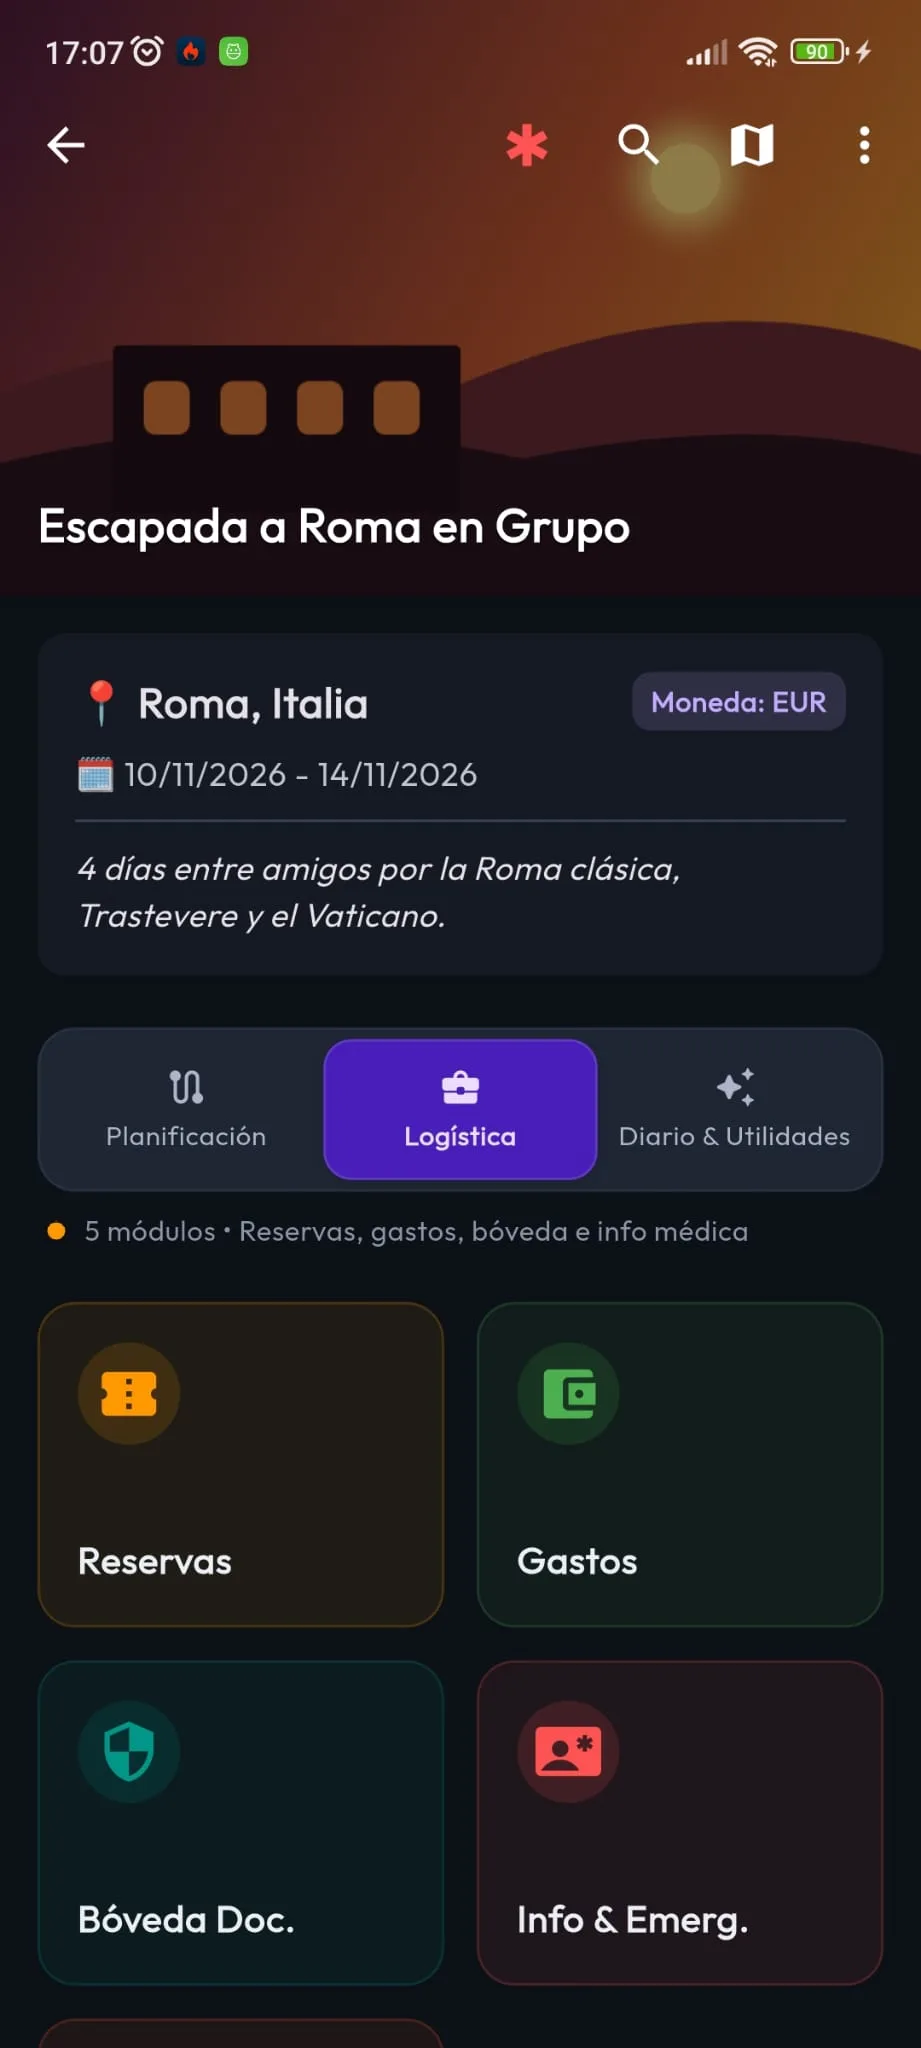 17:07
90
Escapada a Roma en Grupo
Roma, Italia
Moneda: EUR
10/11/2026 - 14/11/2026
4 días entre amigos por la Roma clásica,
Trastevere y el Vaticano.
Planificación
Logística
Diario & Utilidades
5 módulos • Reservas, gastos, bóveda e info médica
Reservas
Gastos
Bóveda Doc.
Info & Emerg.